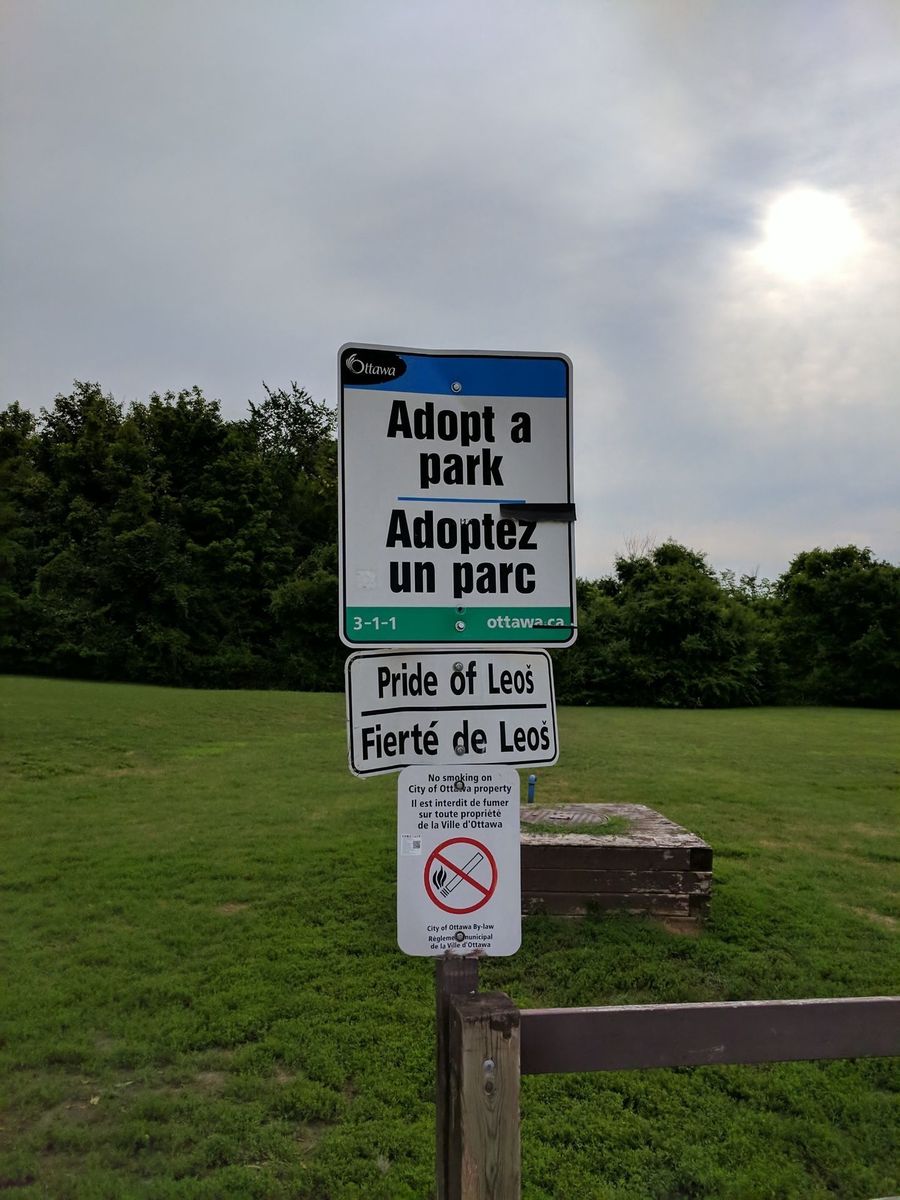 Ottawa
Adopt a
park
Adoptez
un parc
3-1-1 ottawa.ca
Pride of Leoš
Fierté de Leoš
No smoking on
City of Ottawa property
Il est interdit de fumer
sur toute propriété
de la Ville d'Ottawa
City of Ottawa By-law
Règlement municipal
de la Ville d'Ottawa